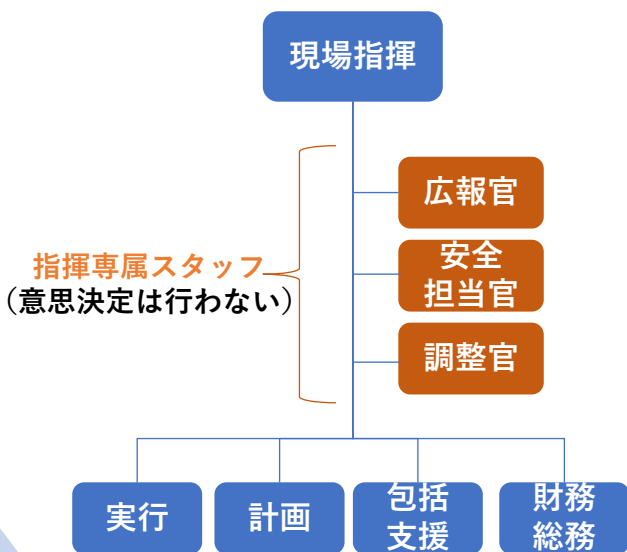 現場指揮
広報官
安全
担当官
調整官
指揮専属スタッフ
（意思決定は行わない）
実行
計画
包括
支援
財務
総務